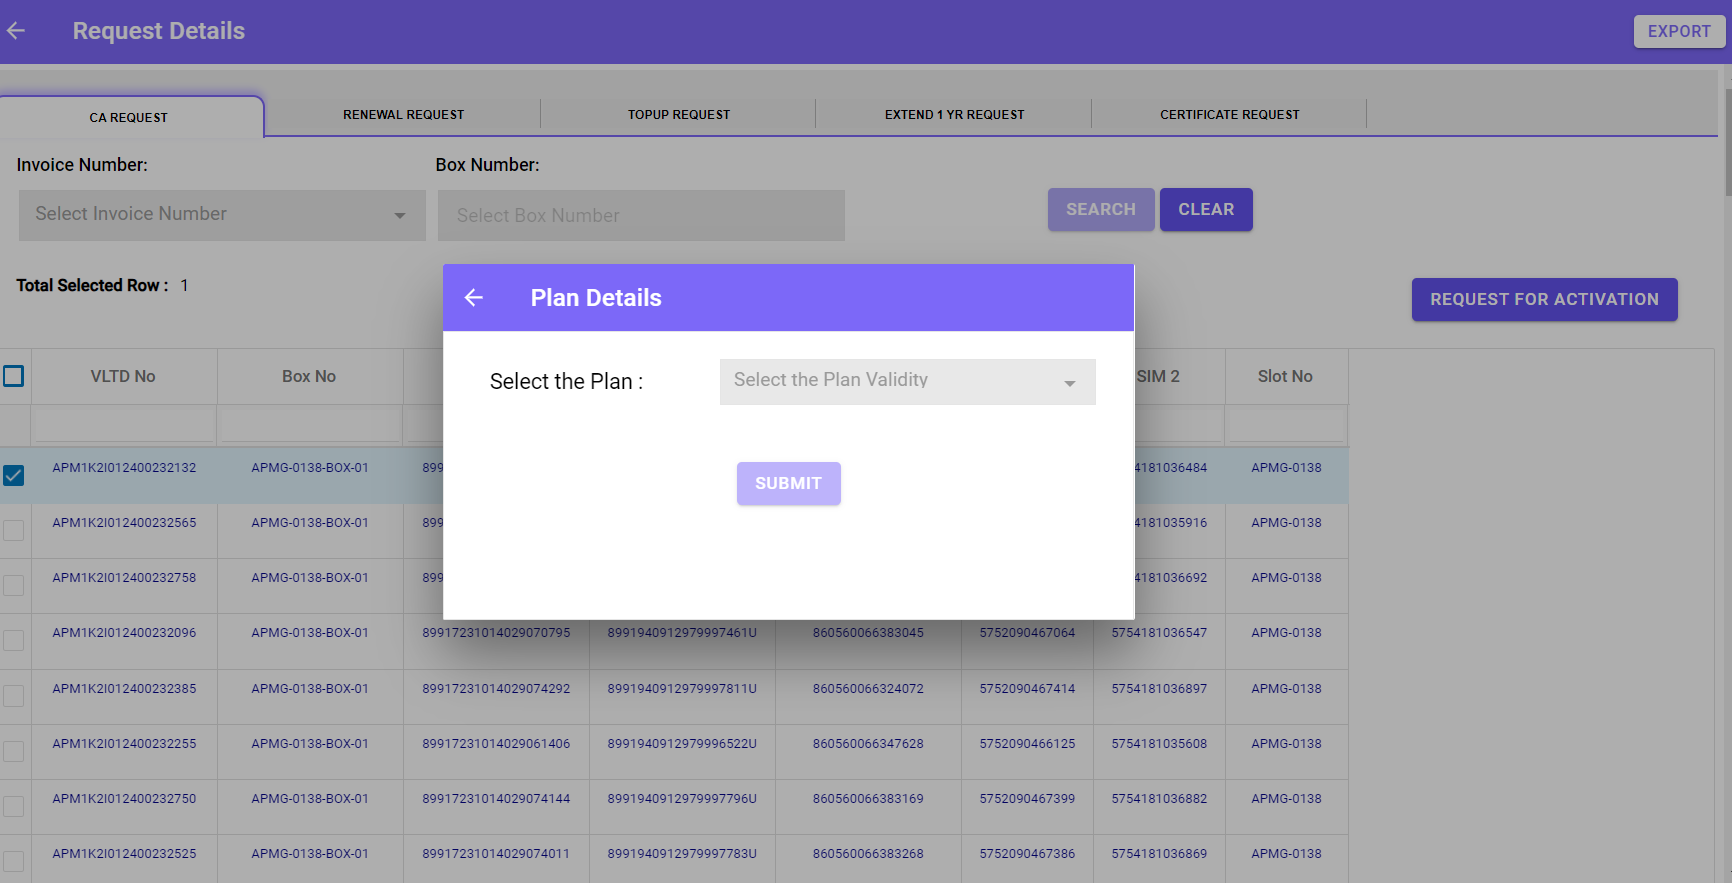 Request Details
EXPORT
CA REQUEST RENEWAL REQUEST TOPUP REQUEST EXTEND 1 YR REQUEST CERTIFICATE REQUEST
Invoice Number: Box Number:
Select Invoice Number Select Box Number SEARCH CLEAR
Total Selected Row : 1
REQUEST FOR ACTIVATION
Plan Details
Select the Plan : Select the Plan Validity
SUBMIT
VLTD No Box No SIM 2 Slot No
APM1K2I012400232132 APMG-0138-BOX-01 899 4181036484 APMG-0138
APM1K2I012400232565 APMG-0138-BOX-01 899 4181035916 APMG-0138
APM1K2I012400232758 APMG-0138-BOX-01 899 4181036692 APMG-0138
APM1K2I012400232096 APMG-0138-BOX-01 89917231014029070795 8991940912979997461U 860560066383045 5752090467064 5754181036547 APMG-0138
APM1K2I012400232385 APMG-0138-BOX-01 89917231014029074292 8991940912979997811U 860560066324072 5752090467414 5754181036897 APMG-0138
APM1K2I012400232255 APMG-0138-BOX-01 89917231014029061406 8991940912979996522U 860560066347628 5752090466125 5754181035608 APMG-0138
APM1K2I012400232750 APMG-0138-BOX-01 89917231014029074144 8991940912979997796U 860560066383169 5752090467399 5754181036882 APMG-0138
APM1K2I012400232525 APMG-0138-BOX-01 89917231014029074011 8991940912979997783U 860560066383268 5752090467386 5754181036869 APMG-0138